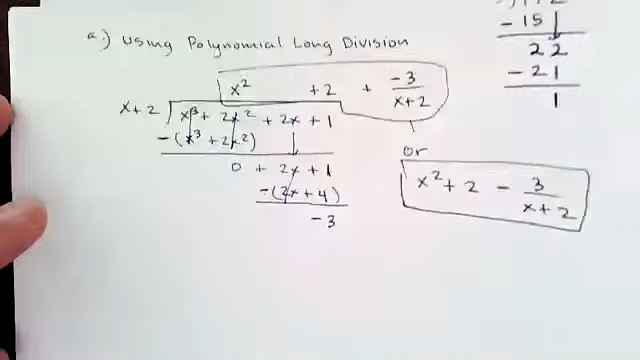 a.) Using Polynomial Long Division
x² + 2 + -3/(x+2)
x+2 ) x³ + 2x² + 2x + 1
-(x³ + 2x²)
0 + 2x + 1
-(2x + 4)
-3
or
x² + 2 - 3/(x+2)
- 15
22
- 21
1